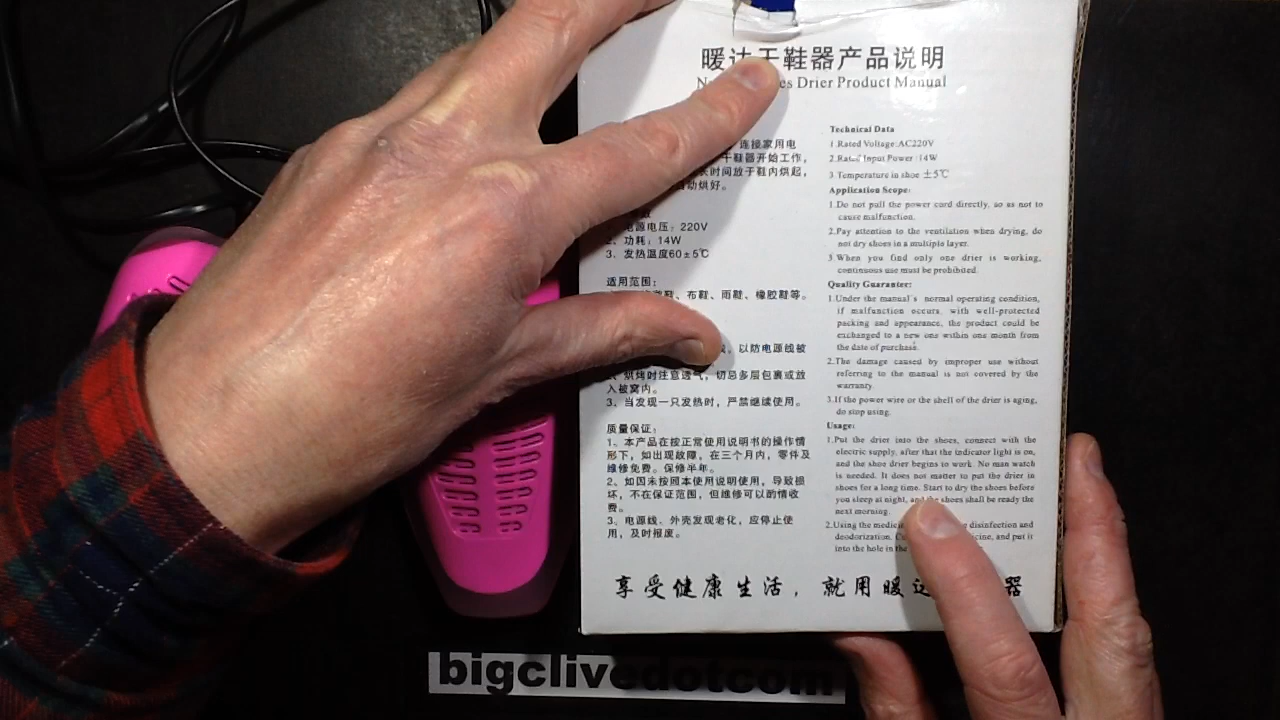 暖达干鞋器产品说明
es Drier Product Manual
连接家用电
干鞋器开始工作,
长时间放于鞋内烘起,
自动烘好。
电源电压:220V
2、功耗:14W
3、发热温度60±5℃
适用范围:
鞋、布鞋、雨鞋、橡胶鞋等。
以防电源线被
烘烤时注意透气,切忌多层包裹或放
入被窝内。
3、当发现一只发热时,严禁继续使用。
质量保证:
1、本产品在按正常使用说明书的操作情
形下,如出现故障,在三个月内,零件及
维修免费。保修半年。
2、如因未按照本使用说明使用,导致损
坏,不在保证范围,但维修可以酌情收
费。
3、电源线、外壳发现老化,应停止使
用,及时报废。
Technical Data
1.Rated Voltage:AC220V
2.Rated Input Power:14W
3.Temperature in shoe ±5℃
Application Scope:
1.Do not pull the power cord directly, so as not to
cause malfunction.
2.Pay attention to the ventilation when drying, do
not dry shoes in a multiple layer.
3.When you find only one drier is working,
continuous use must be prohibited.
Quality Guarantee:
1.Under the manual's normal operating condition,
if malfunction occurs, with well-protected
packing and appearance, the product could be
exchanged to a new one within one month from
the date of purchase.
2.The damage caused by improper use without
referring to the manual is not covered by the
warranty.
3.If the power wire or the shell of the drier is aging,
do stop using.
Usage:
1.Put the drier into the shoes, connect with the
electric supply, after that the indicator light is on,
and the shoe drier begins to work. No man watch
is needed. It does not matter to put the drier in
shoes for a long time. Start to dry the shoes before
you sleep at night, and the shoes shall be ready the
next morning.
2.Using the medici disinfection and
deodorization. cine, and put it
into the hole in the
享受健康生活,就用暖达 器
bigclivedotcom